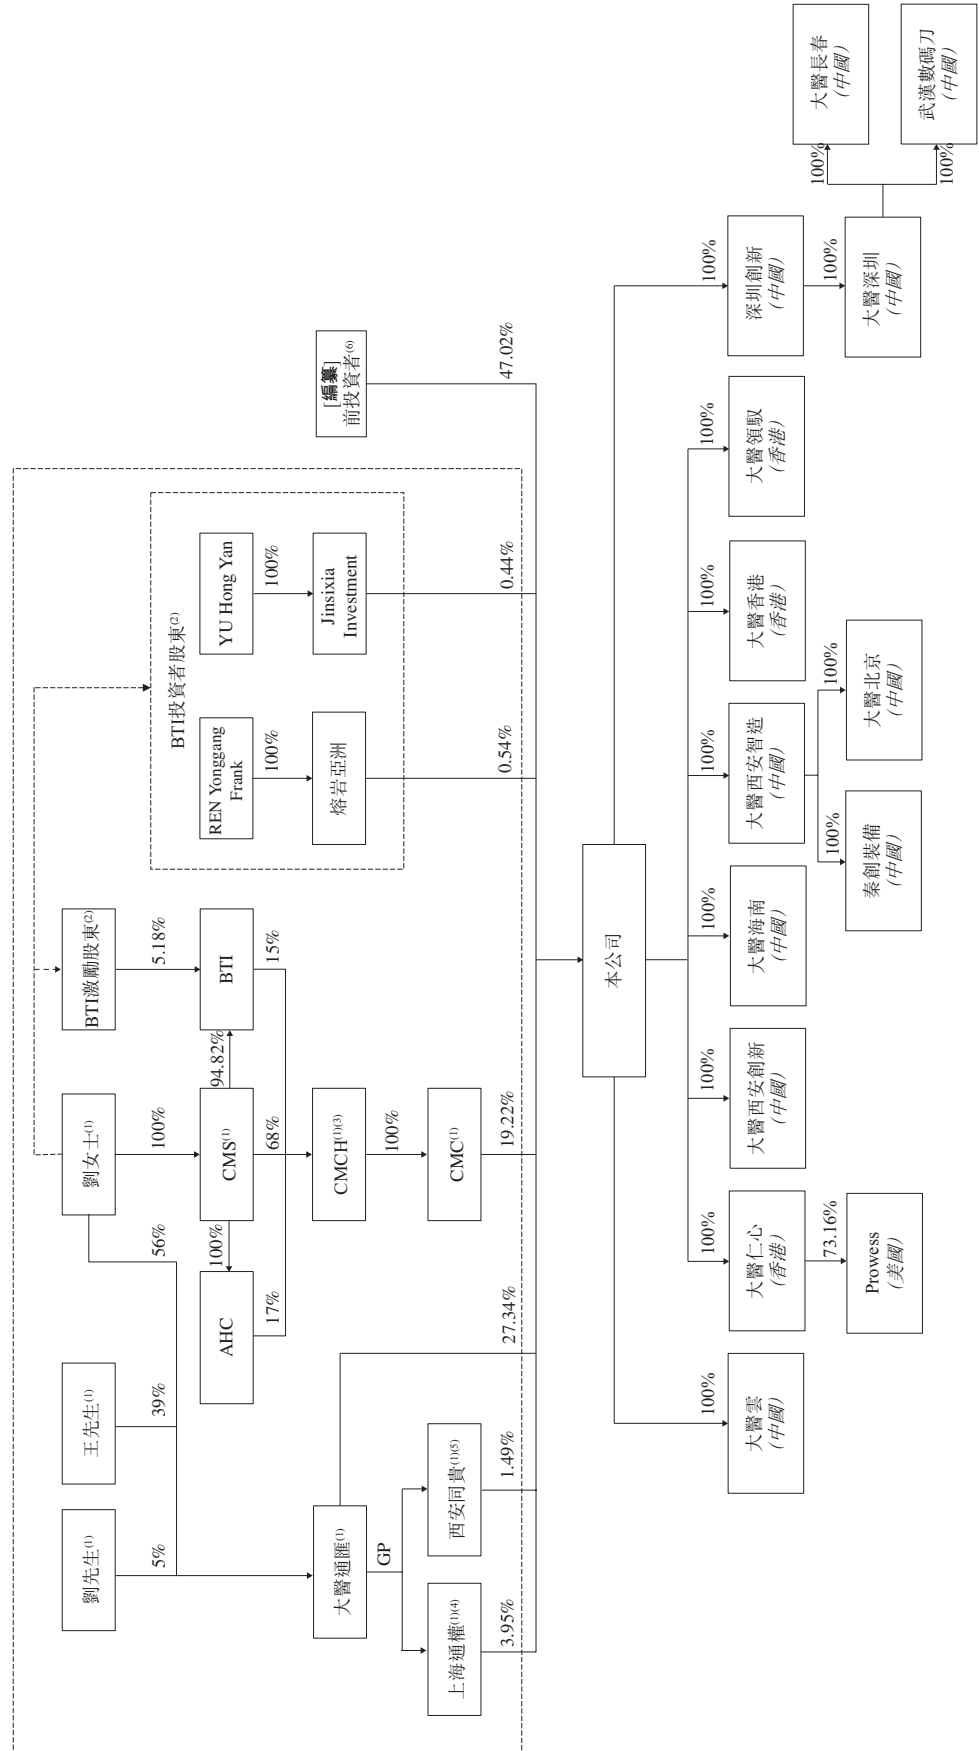 劉先生(1)
王先生(1)
劉女士(1)
BTI激勵股東(2)
5%
39%
56%
100%
5.18%
BTI投資者股東(2)
AHC
100%
CMS(1)
94.82%
BTI
REN Yonggang
Frank
YU Hong Yan
17%
68%
15%
100%
100%
大醫通匯(1)
CMCH(1)(3)
熔岩亞洲
Jinsixia
Investment
[編纂]
前投資者(6)
GP
100%
上海通權(1)(4)
西安同貴(1)(5)
CMC(1)
3.95%
1.49%
27.34%
19.22%
0.54%
0.44%
47.02%
本公司
100%
100%
100%
100%
100%
100%
100%
100%
大醫雲
(中國)
大醫仁心
(香港)
大醫西安創新
(中國)
大醫海南
(中國)
大醫西安智造
(中國)
大醫香港
(香港)
大醫領馭
(香港)
深圳創新
(中國)
73.16%
100%
100%
100%
Prowess
(美國)
秦創裝備
(中國)
大醫北京
(中國)
大醫深圳
(中國)
100%
100%
大醫長春
(中國)
武漢數碼刀
(中國)